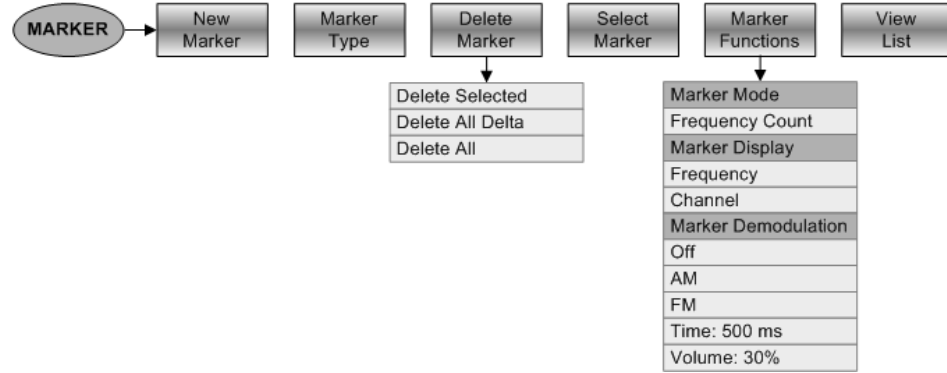 MARKER
New
Marker
Marker
Type
Delete
Marker
Select
Marker
Marker
Functions
View
List
Delete Selected
Delete All Delta
Delete All
Marker Mode
Frequency Count
Marker Display
Frequency
Channel
Marker Demodulation
Off
AM
FM
Time: 500 ms
Volume: 30%